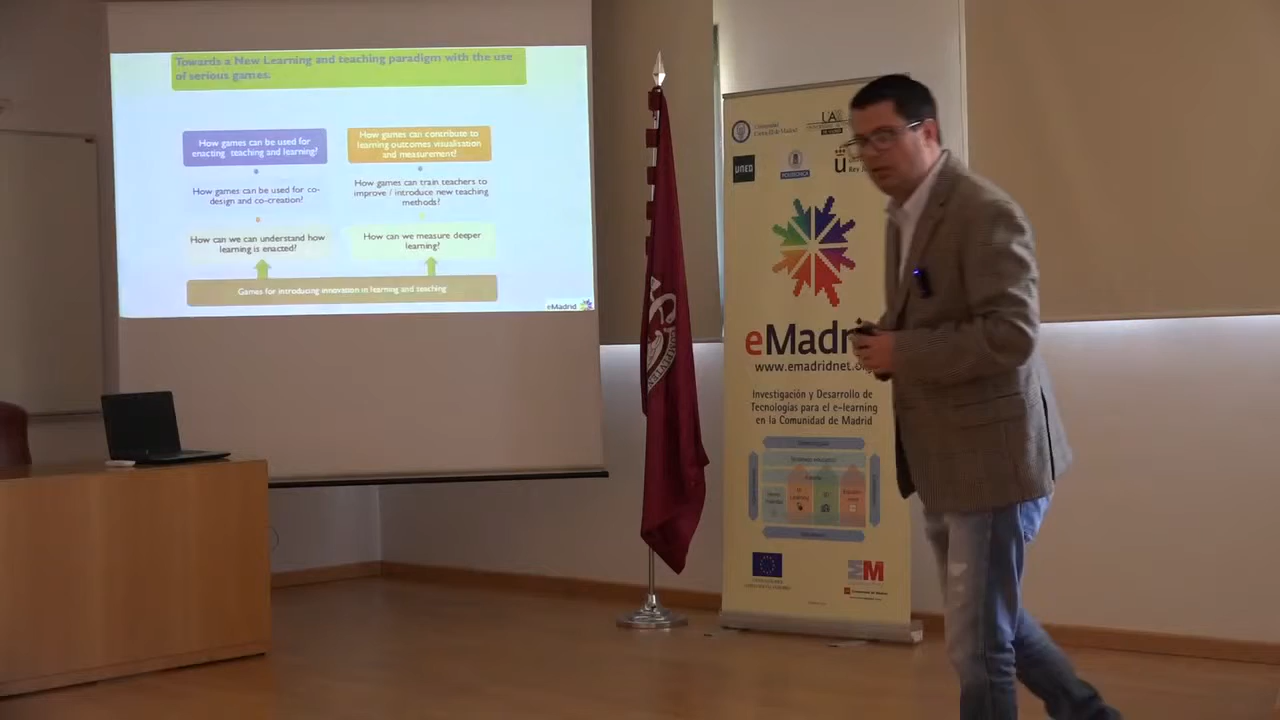 Towards a New Learning and teaching paradigm with the use
of serious games.
How games can be used for
enacting teaching and learning?
How games can be used for co-
design and co-creation?
How can we can understand how
learning is enacted?
How games can contribute to
learning outcomes visualisation
and measurement?
How games can train teachers to
improve / introduce new teaching
methods?
How can we measure deeper
learning?
Games for introducing innovation in learning and teaching
eMadrid
UNED
eMadri
www.emadridnet.org
Investigación y Desarrollo de
Tecnologías para el e-learning
en la Comunidad de Madrid
EM